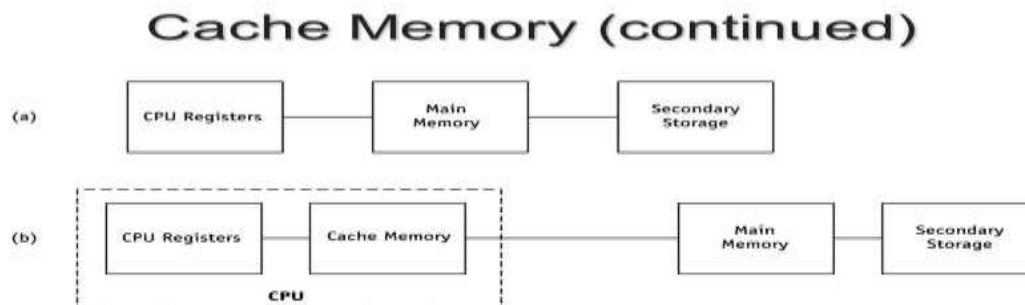 Cache Memory (continued)
(a)
CPU Registers
Main
Memory
Secondary
Storage
(b)
CPU Registers
Cache Memory
Main
Memory
Secondary
Storage
CPU